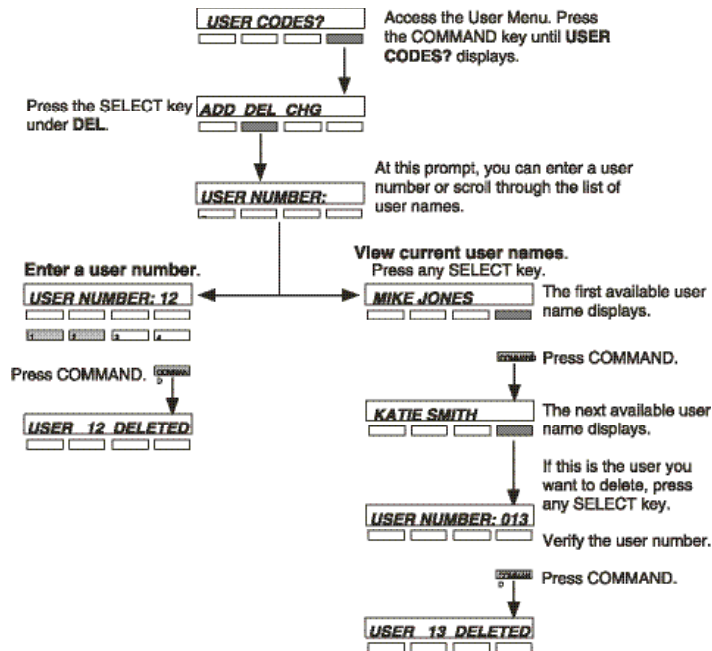 USER CODES?
Access the User Menu. Press
the COMMAND key until USER
CODES? displays.
Press the SELECT key
under DEL.
ADD DEL CHG
At this prompt, you can enter a user
number or scroll through the list of
user names.
USER NUMBER:
Enter a user number.
USER NUMBER: 12
1 2 3 4
Press COMMAND.
USER 12 DELETED
View current user names.
Press any SELECT key.
MIKE JONES
The first available user
name displays.
COMMAND Press COMMAND.
KATIE SMITH
The next available user
name displays.
If this is the user you
want to delete, press
any SELECT key.
USER NUMBER: 013
Verify the user number.
Press COMMAND.
USER 13 DELETED